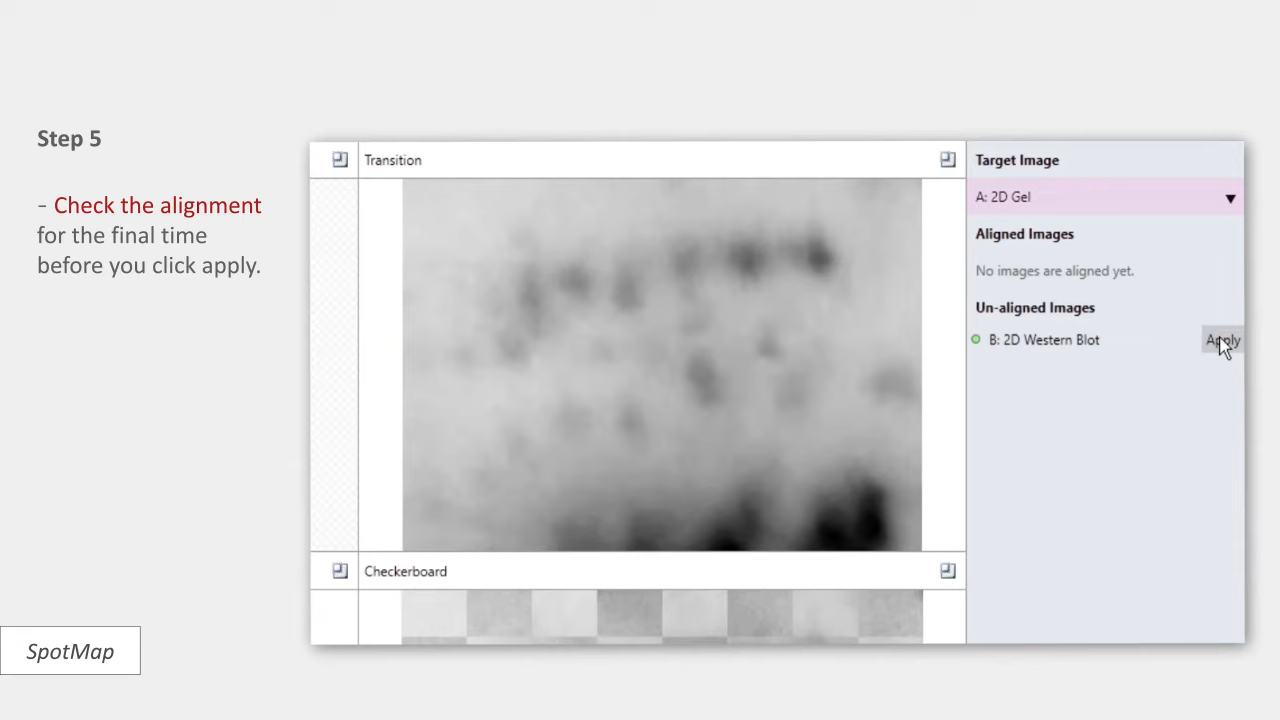 Step 5
- Check the alignment
for the final time
before you click apply.
Transition
Target Image
A: 2D Gel
Aligned Images
No images are aligned yet.
Un-aligned Images
B: 2D Western Blot
Apply
Checkerboard
SpotMap